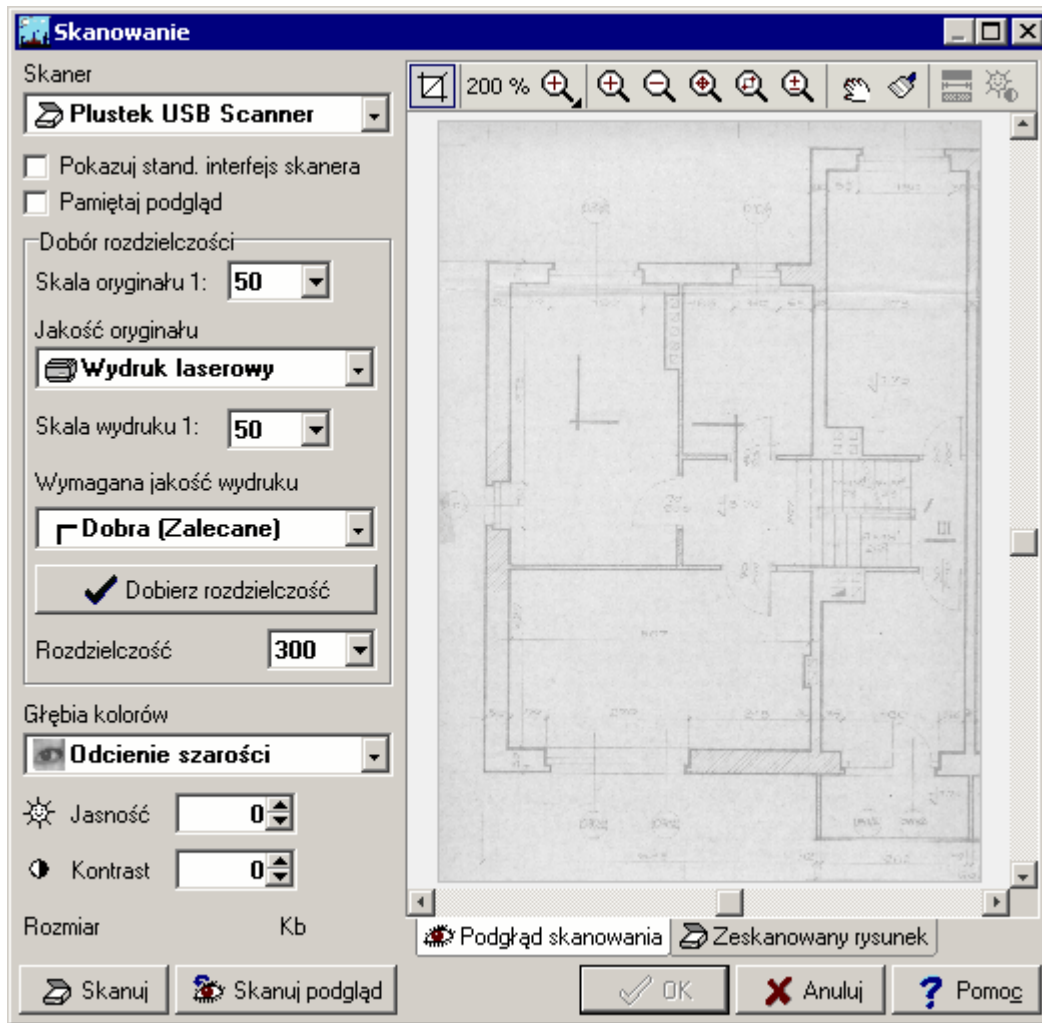 Skanowanie
Skaner
Plustek USB Scanner
Pokazuj stand. interfejs skanera
Pamiętaj podgląd
Dobór rozdzielczości
Skala oryginału 1: 50
Jakość oryginału
Wydruk laserowy
Skala wydruku 1: 50
Wymagana jakość wydruku
Dobra (Zalecane)
Dobierz rozdzielczość
Rozdzielczość 300
Głębia kolorów
Odcienie szarości
Jasność 0
Kontrast 0
Rozmiar Kb
Skanuj Skanuj podgląd
200 %
Podgłąd skanowania Zeskanowany rysunek
OK Anuluj Pomoc